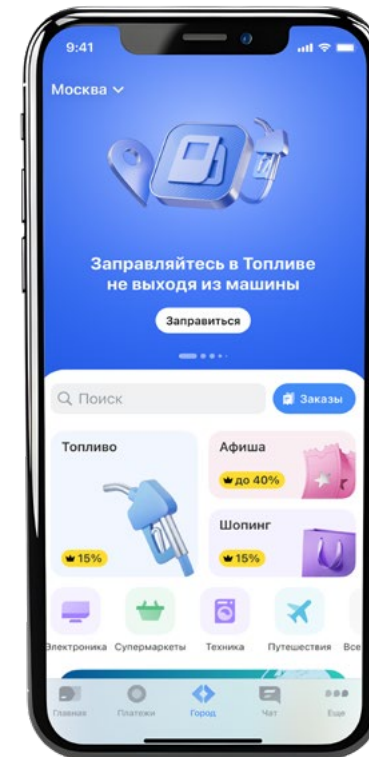 9:41
Москва
Заправляйтесь в Топливе
не выходя из машины
Заправиться
Поиск
Заказы
Топливо
15%
Афиша
до 40%
Шопинг
15%
Электроника
Супермаркеты
Техника
Путешествия
Все
Главная
Платежи
Город
Чат
Еще